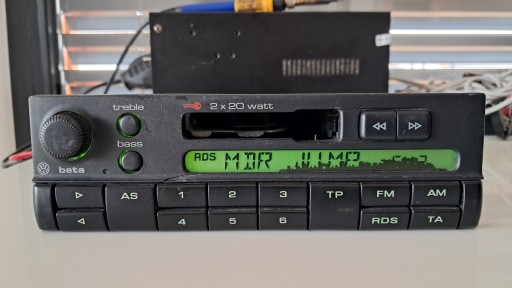 treble
2 x 20 watt
bass
RDS MDR
beta
AS 1 2 3 TP FM AM
4 5 6 RDS TA